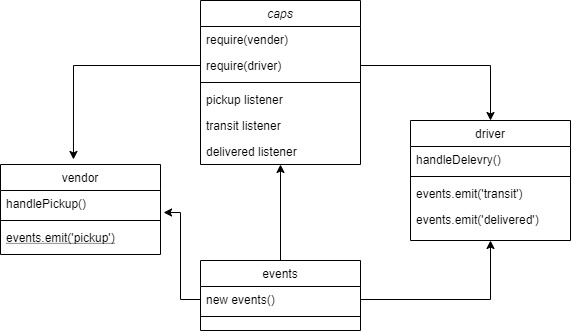 caps
require(vender)
require(driver)
pickup listener
transit listener
delivered listener
driver
handleDelevry()
events.emit('transit')
events.emit('delivered')
vendor
handlePickup()
events.emit('pickup')
events
new events()